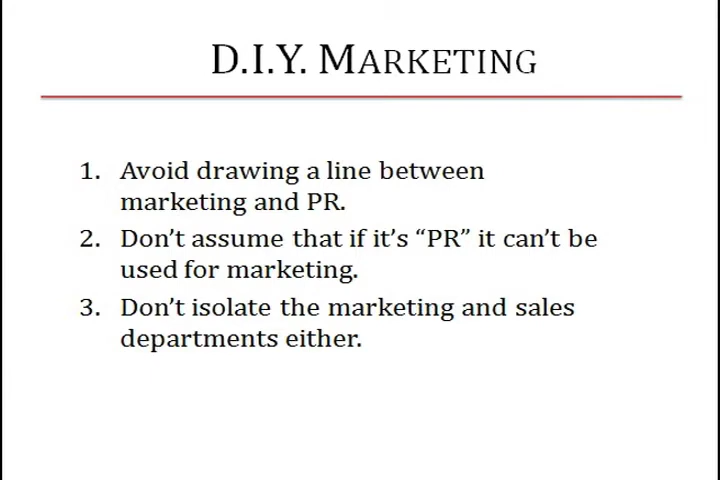 D.I.Y. MARKETING
1. Avoid drawing a line between
marketing and PR.
2. Don’t assume that if it’s “PR” it can’t be
used for marketing.
3. Don’t isolate the marketing and sales
departments either.